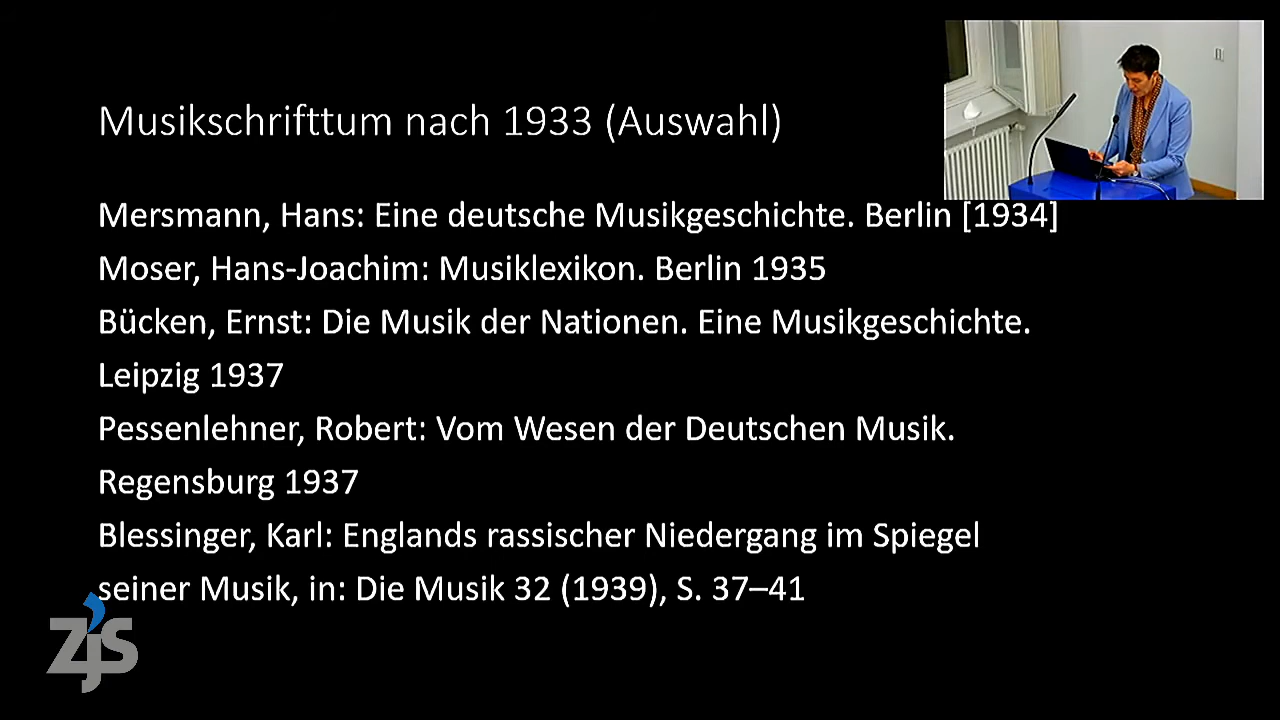 Musikschrifttum nach 1933 (Auswahl)
Mersmann, Hans: Eine deutsche Musikgeschichte. Berlin [1934]
Moser, Hans-Joachim: Musiklexikon. Berlin 1935
Bücken, Ernst: Die Musik der Nationen. Eine Musikgeschichte.
Leipzig 1937
Pessenlehner, Robert: Vom Wesen der Deutschen Musik.
Regensburg 1937
Blessinger, Karl: Englands rassischer Niedergang im Spiegel
seiner Musik, in: Die Musik 32 (1939), S. 37–41
ZjS